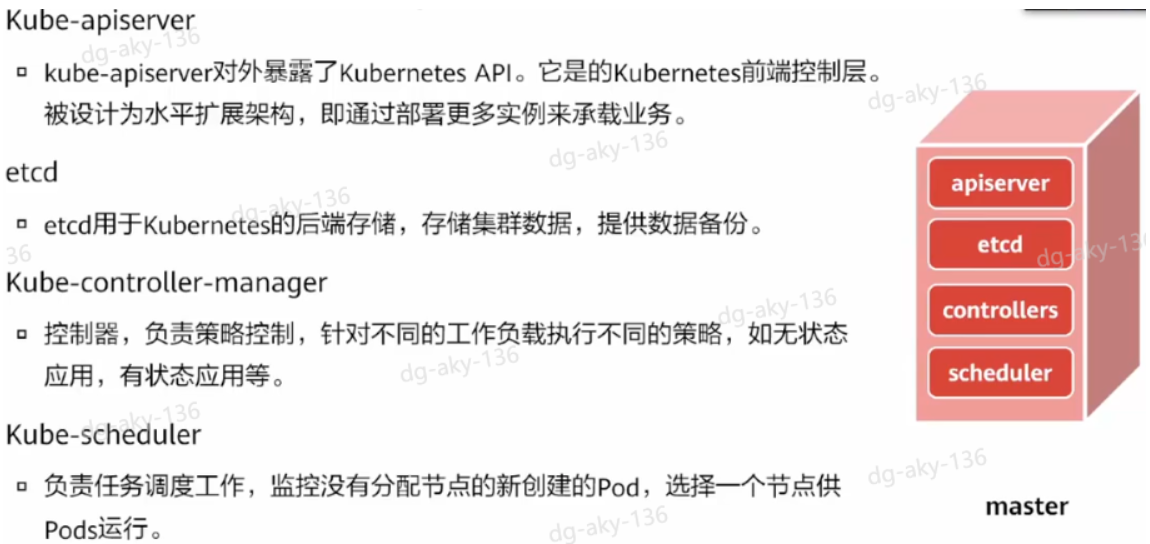 Kube-apiserver
▫ kube-apiserver对外暴露了Kubernetes API。它是的Kubernetes前端控制层。
被设计为水平扩展架构，即通过部署更多实例来承载业务。
etcd
▫ etcd用于Kubernetes的后端存储，存储集群数据，提供数据备份。
Kube-controller-manager
▫ 控制器，负责策略控制，针对不同的工作负载执行不同的策略，如无状态
应用，有状态应用等。
Kube-scheduler
▫ 负责任务调度工作，监控没有分配节点的新创建的Pod，选择一个节点供
Pods运行。
apiserver
etcd
controllers
scheduler
master
dg-aky-136
dg-aky-136
dg-aky-136
dg-aky-136
36
dg-aky-13
dg-aky-136
dg-aky-136
dg-aky-136
dg-aky-136
dg-aky-136